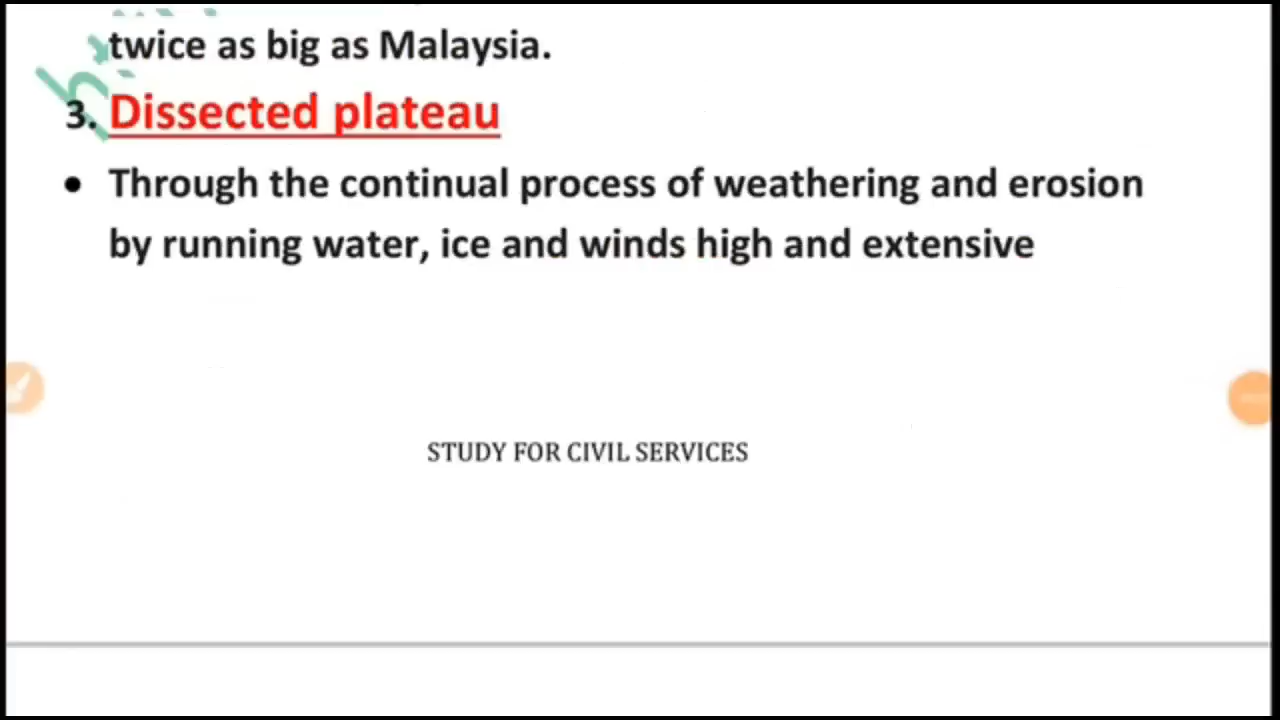 twice as big as Malaysia.
3. Dissected plateau
• Through the continual process of weathering and erosion
by running water, ice and winds high and extensive
STUDY FOR CIVIL SERVICES